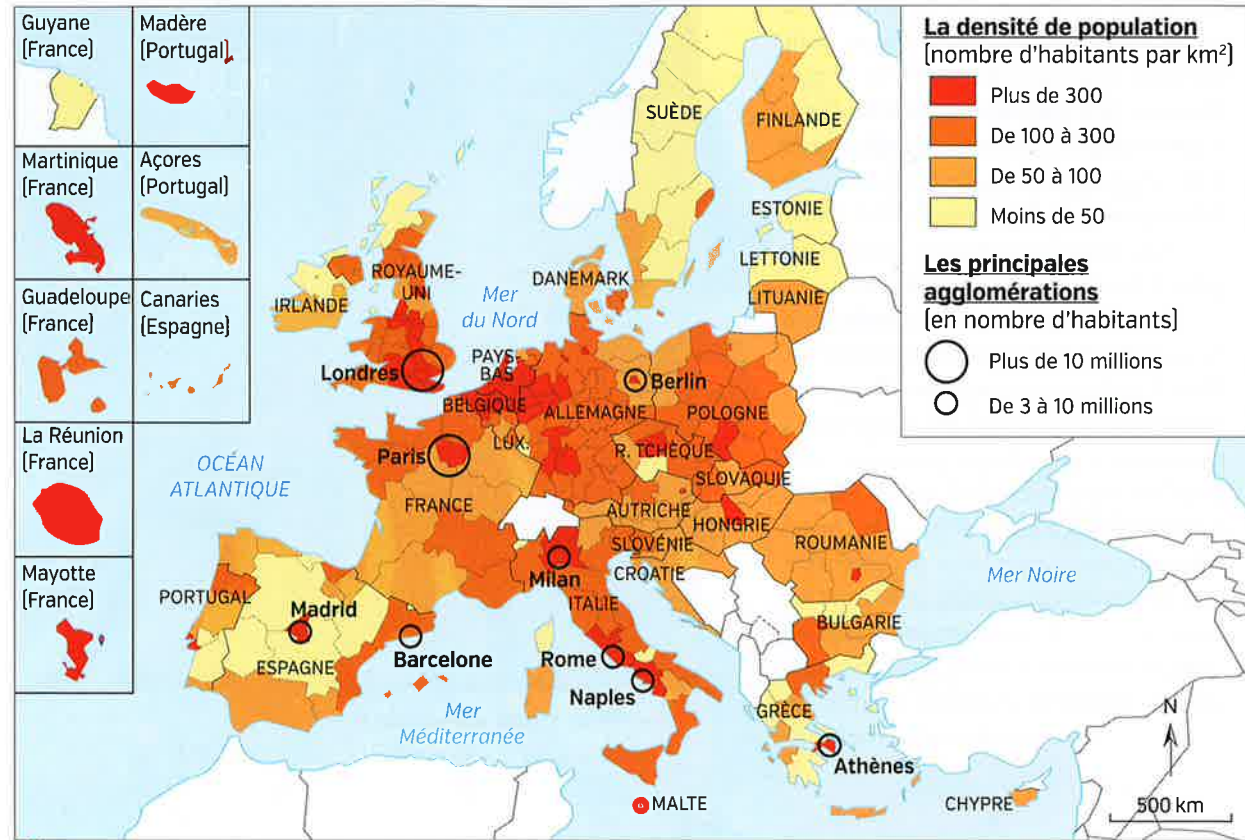 Guyane
(France)
Madère
(Portugal)
Martinique
(France)
Açores
(Portugal)
Guadeloupe
(France)
Canaries
(Espagne)
La Réunion
(France)
Mayotte
(France)
La densité de population
(nombre d'habitants par km²)
Plus de 300
De 100 à 300
De 50 à 100
Moins de 50
Les principales
agglomérations
(en nombre d'habitants)
Plus de 10 millions
De 3 à 10 millions
SUÈDE
FINLANDE
ESTONIE
LETTONIE
LITUANIE
DANEMARK
ROYAUME-
UNI
IRLANDE
Mer
du Nord
PAYS-
BAS
Londres
Berlin
BELGIQUE
ALLEMAGNE
POLOGNE
LUX.
R. TCHÈQUE
Paris
OCÉAN
ATLANTIQUE
SLOVAQUIE
FRANCE
AUTRICHE
HONGRIE
SLOVÉNIE
ROUMANIE
CROATIE
Milan
Mer Noire
ITALIE
PORTUGAL
Madrid
BULGARIE
ESPAGNE
Barcelone
Rome
Naples
Mer
Méditerranée
GRÈCE
Athènes
MALTE
CHYPRE
N
500 km